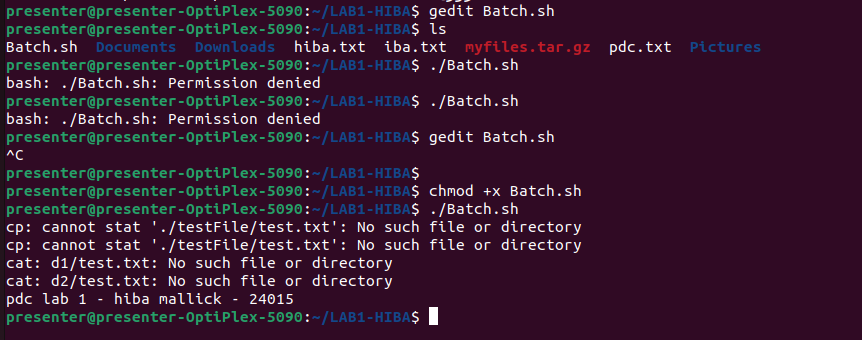 presenter@presenter-OptiPlex-5090:~/LAB1-HIBA$ gedit Batch.sh
presenter@presenter-OptiPlex-5090:~/LAB1-HIBA$ ls
Batch.sh Documents Downloads hiba.txt iba.txt myfiles.tar.gz pdc.txt Pictures
presenter@presenter-OptiPlex-5090:~/LAB1-HIBA$ ./Batch.sh
bash: ./Batch.sh: Permission denied
presenter@presenter-OptiPlex-5090:~/LAB1-HIBA$ ./Batch.sh
bash: ./Batch.sh: Permission denied
presenter@presenter-OptiPlex-5090:~/LAB1-HIBA$ gedit Batch.sh
^C
presenter@presenter-OptiPlex-5090:~/LAB1-HIBA$
presenter@presenter-OptiPlex-5090:~/LAB1-HIBA$ chmod +x Batch.sh
presenter@presenter-OptiPlex-5090:~/LAB1-HIBA$ ./Batch.sh
cp: cannot stat './testFile/test.txt': No such file or directory
cp: cannot stat './testFile/test.txt': No such file or directory
cat: d1/test.txt: No such file or directory
cat: d2/test.txt: No such file or directory
pdc lab 1 - hiba mallick - 24015
presenter@presenter-OptiPlex-5090:~/LAB1-HIBA$